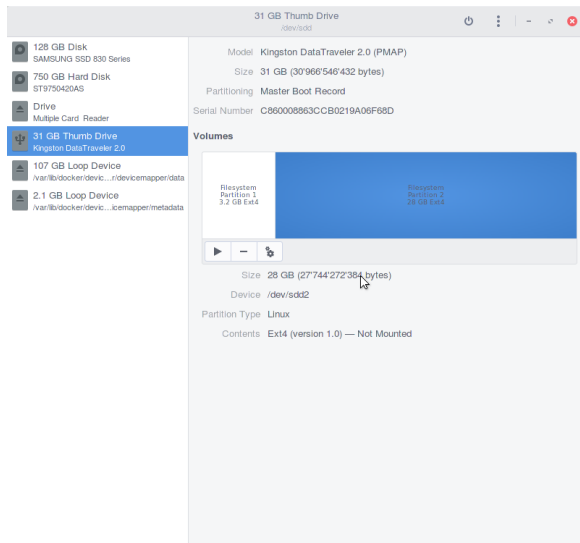 31 GB Thumb Drive
/dev/sdd
128 GB Disk
SAMSUNG SSD 830 Series
750 GB Hard Disk
ST9750420AS
Drive
Multiple Card Reader
31 GB Thumb Drive
Kingston DataTraveler 2.0
107 GB Loop Device
/var/lib/docker/devic...r/devicemapper/data
2.1 GB Loop Device
/var/lib/docker/devic...icemapper/metadata
Model Kingston DataTraveler 2.0 (PMAP)
Size 31 GB (30'966'546'432 bytes)
Partitioning Master Boot Record
Serial Number C860008863CCB0219A06F68D
Volumes
Filesystem
Partition 1
3.2 GB Ext4
Filesystem
Partition 2
28 GB Ext4
Size 28 GB (27'744'272'384 bytes)
Device /dev/sdd2
Partition Type Linux
Contents Ext4 (version 1.0) — Not Mounted